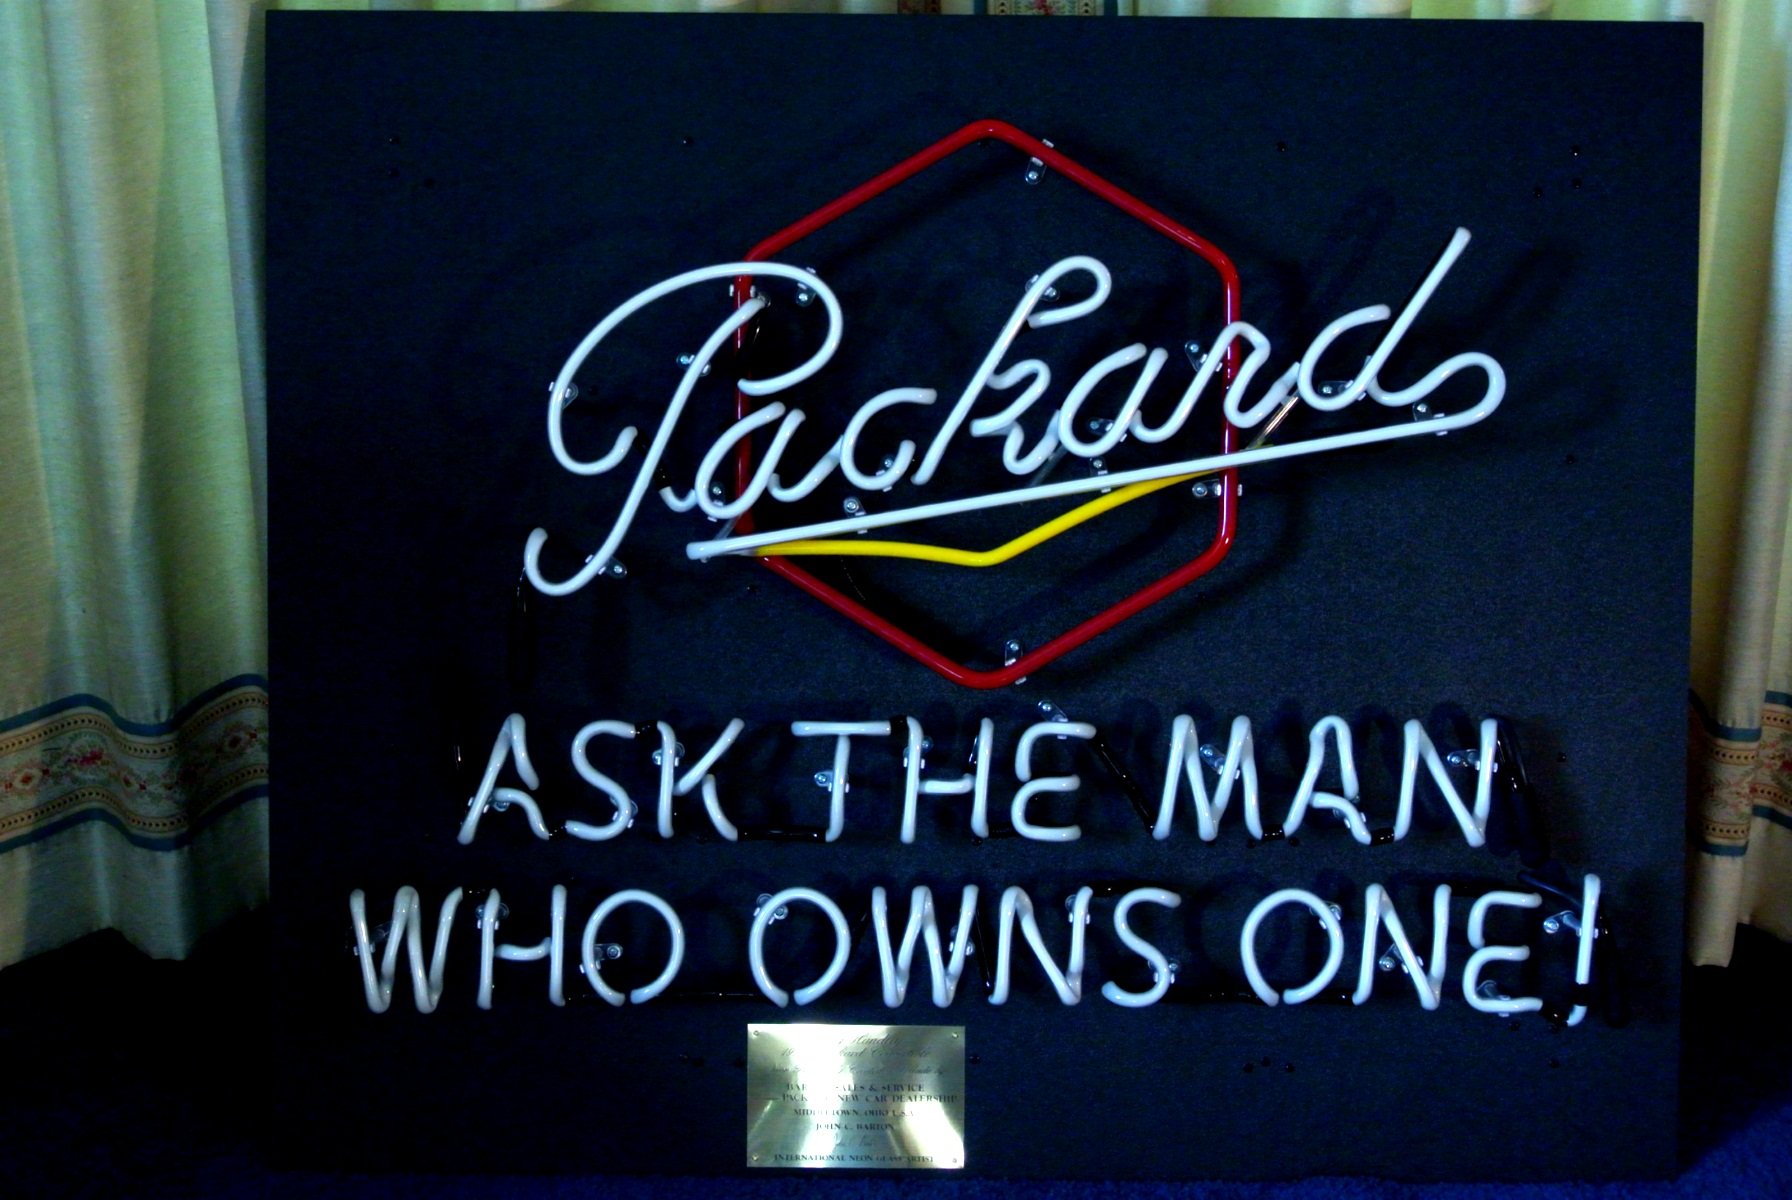 Packard
ASK THE MAN
WHO OWNS ONE!
SALES & SERVICE
NEW CAR DEALERSHIP
MIDDLETOWN, OHIO U.S.A.
JOHN C. BARTON
INTERNATIONAL NEON GLASS ARTIST